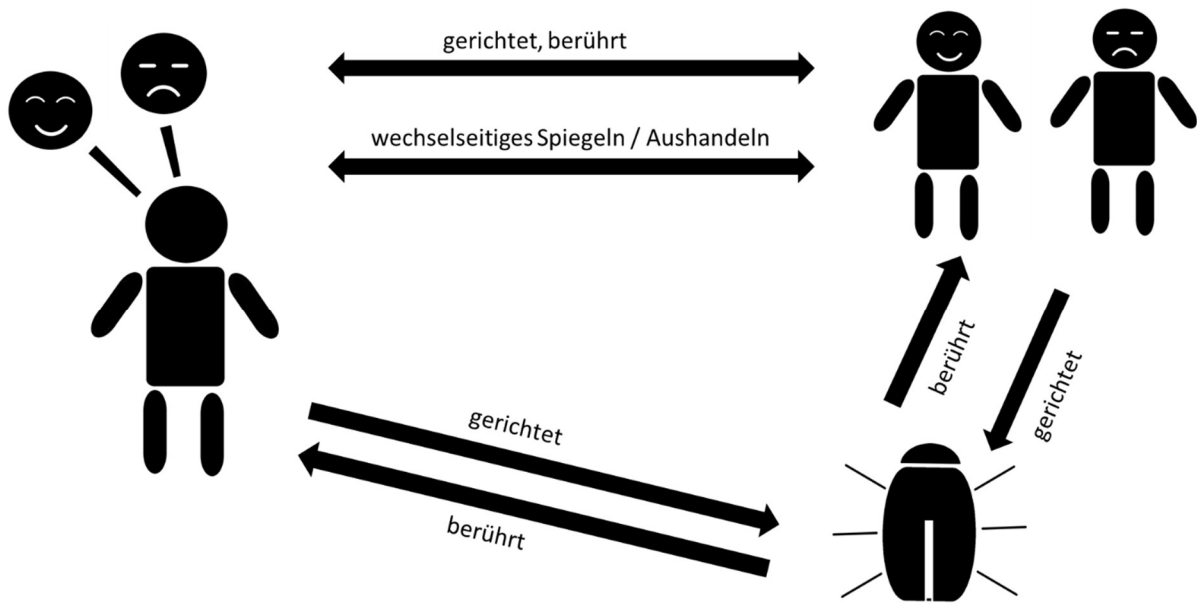 gerichtet, berührt
wechselseitiges Spiegeln / Aushandeln
berührt
gerichtet
gerichtet
berührt